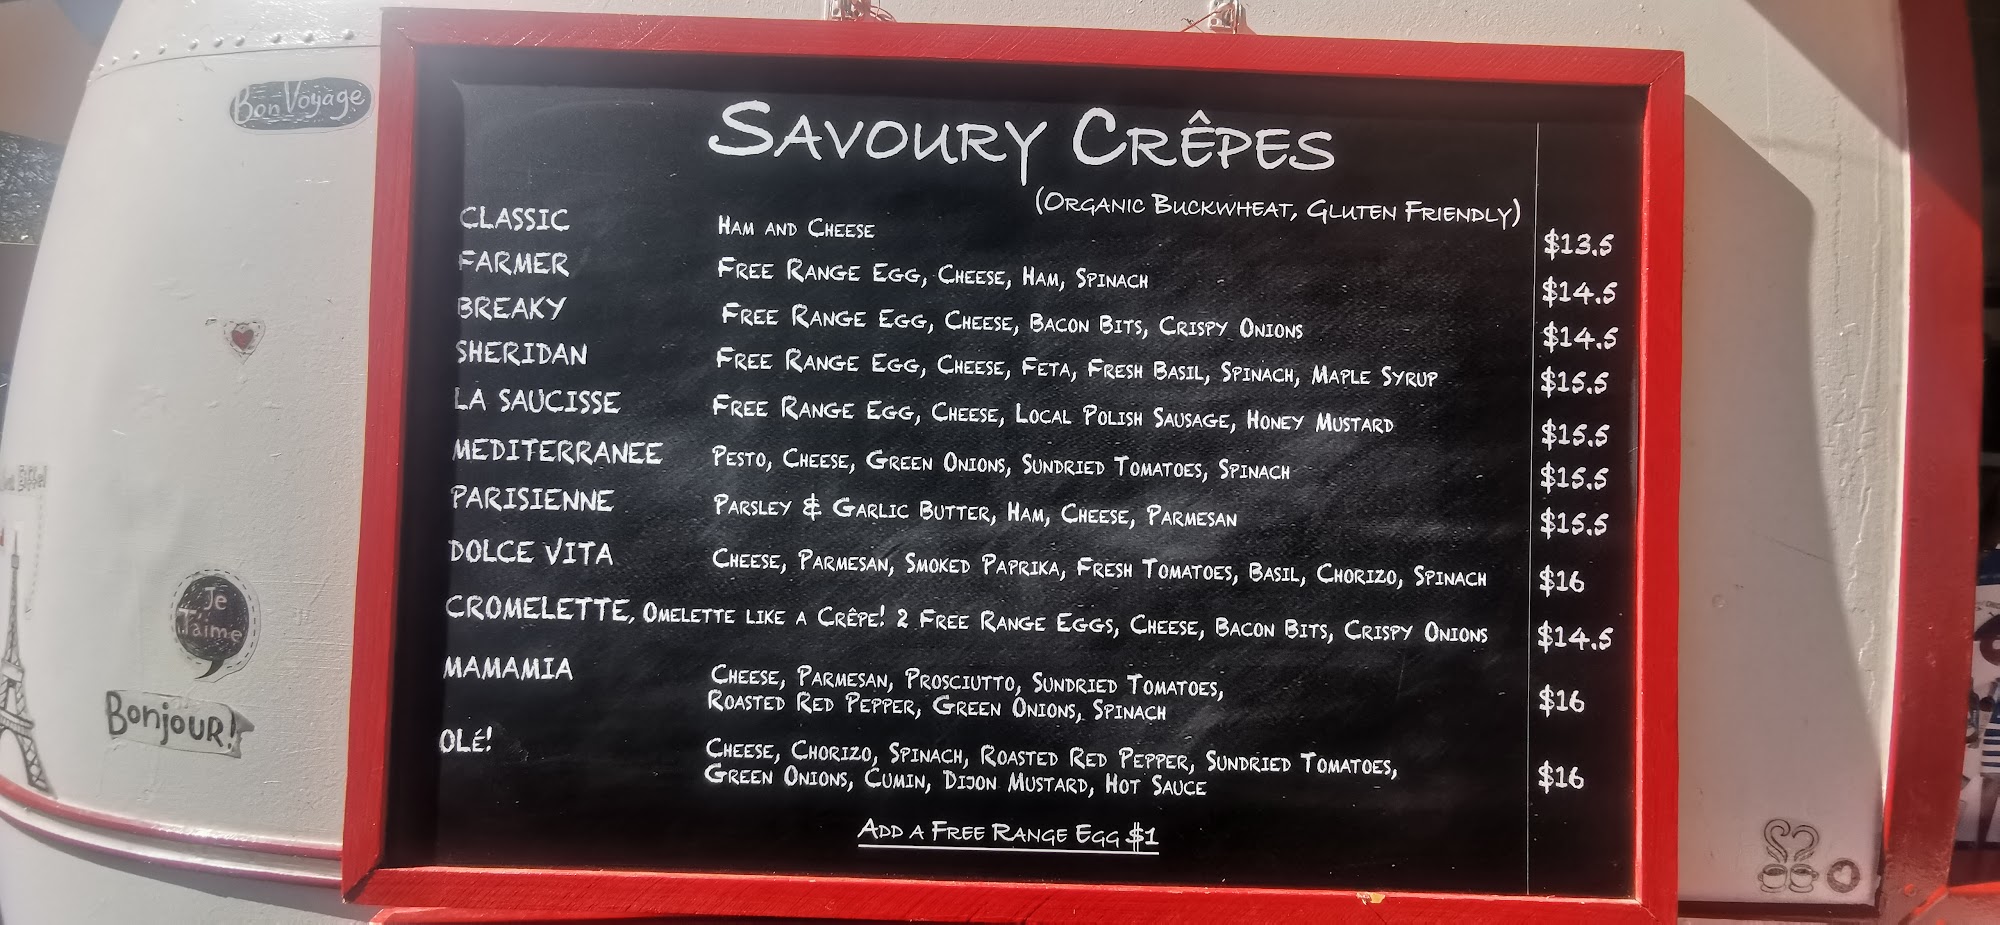 Bon Voyage
SAVOURY CRÊPES
(ORGANIC BUCKWHEAT, GLUTEN FRIENDLY)
CLASSIC HAM AND CHEESE $13.5
FARMER FREE RANGE EGG, CHEESE, HAM, SPINACH $14.5
BREAKY FREE RANGE EGG, CHEESE, BACON BITS, CRISPY ONIONS $14.5
SHERIDAN FREE RANGE EGG, CHEESE, FETA, FRESH BASIL, SPINACH, MAPLE SYRUP $15.5
LA SAUCISSE FREE RANGE EGG, CHEESE, LOCAL POLISH SAUSAGE, HONEY MUSTARD $15.5
MEDITERRANEE PESTO, CHEESE, GREEN ONIONS, SUNDRIED TOMATOES, SPINACH $15.5
PARISIENNE PARSLEY & GARLIC BUTTER, HAM, CHEESE, PARMESAN $15.5
DOLCE VITA CHEESE, PARMESAN, SMOKED PAPRIKA, FRESH TOMATOES, BASIL, CHORIZO, SPINACH $16
CROMELETTE, OMELETTE LIKE A CRÊPE! 2 FREE RANGE EGGS, CHEESE, BACON BITS, CRISPY ONIONS $14.5
MAMAMIA CHEESE, PARMESAN, PROSCIUTTO, SUNDRIED TOMATOES,
ROASTED RED PEPPER, GREEN ONIONS, SPINACH $16
OLÉ! CHEESE, CHORIZO, SPINACH, ROASTED RED PEPPER, SUNDRIED TOMATOES,
GREEN ONIONS, CUMIN, DIJON MUSTARD, HOT SAUCE $16
ADD A FREE RANGE EGG $1
Je
T'aime
Bonjour!